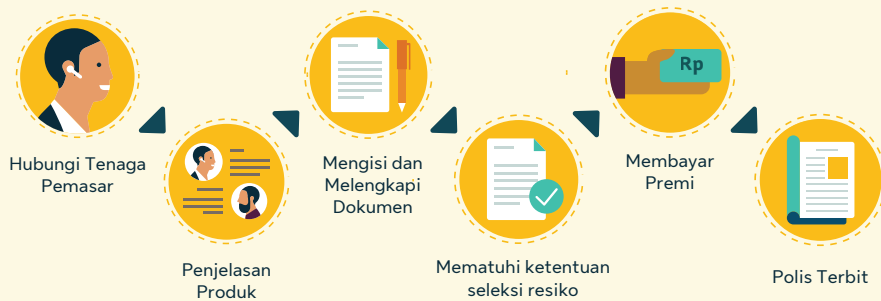 Hubungi Tenaga
Pemasar
Penjelasan
Produk
Mengisi dan
Melengkapi
Dokumen
Mematuhi ketentuan
seleksi resiko
Rp
Membayar
Premi
Polis Terbit